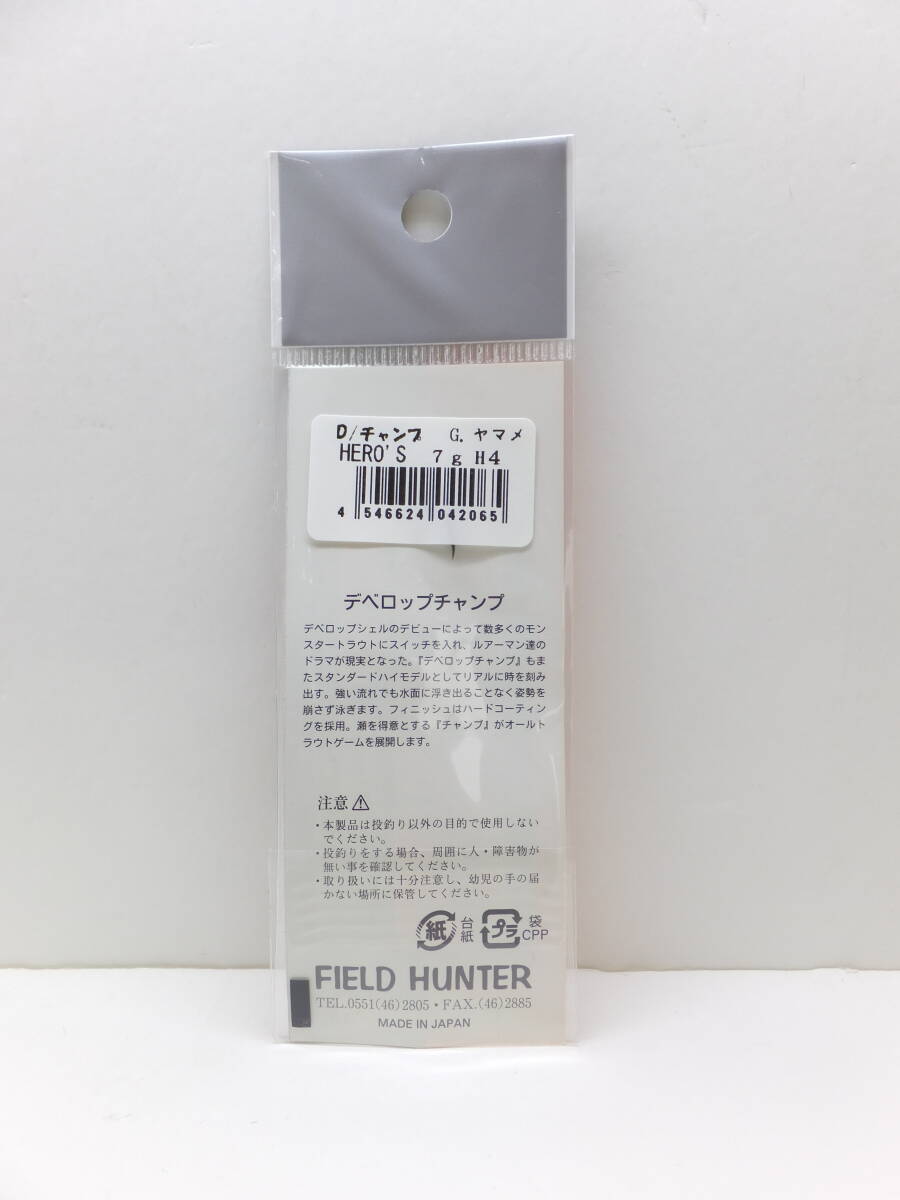 D/チャンプ G. ヤマメ
HERO'S 7g H4
4 546624 042065
デベロップチャンプ
デベロップシェルのデビューによって数多くのモン
スタートラウトにスイッチを入れ、ルアーマン達の
ドラマが現実となった。『デベロップチャンプ』もま
たスタンダードハイモデルとしてリアルに時を刻み
出す。強い流れでも水面に浮き出ることなく姿勢を
崩さず泳ぎます。フィニッシュはハードコーティン
グを採用。瀬を得意とする『チャンプ』がオールト
ラウトゲームを展開します。
注意⚠
・本製品は投釣り以外の目的で使用しない
でください。
・投釣りをする場合、周囲に人・障害物が
無い事を確認してください。
・取り扱いには十分注意し、幼児の手の届
かない場所に保管してください。
紙 台紙 プラ 袋 CPP
FIELD HUNTER
TEL.0551(46)2805・FAX.(46)2885
MADE IN JAPAN